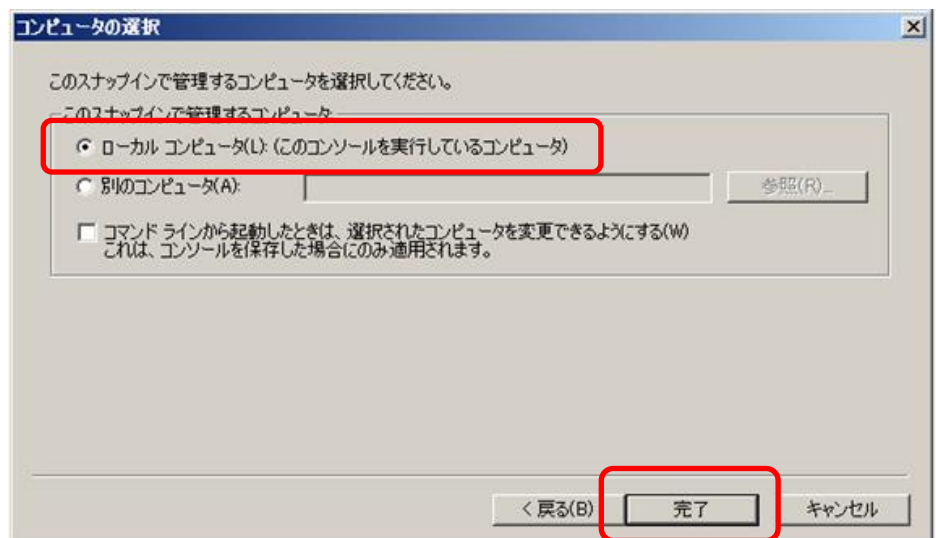 コンピュータの選択
このスナップインで管理するコンピュータを選択してください。
このスナップインで管理するコンピュータ
ローカル コンピュータ(L): (このコンソールを実行しているコンピュータ)
別のコンピュータ(A):
参照(R)...
コマンド ラインから起動したときは、選択されたコンピュータを変更できるようにする(W)
これは、コンソールを保存した場合にのみ適用されます。
< 戻る(B)
完了
キャンセル